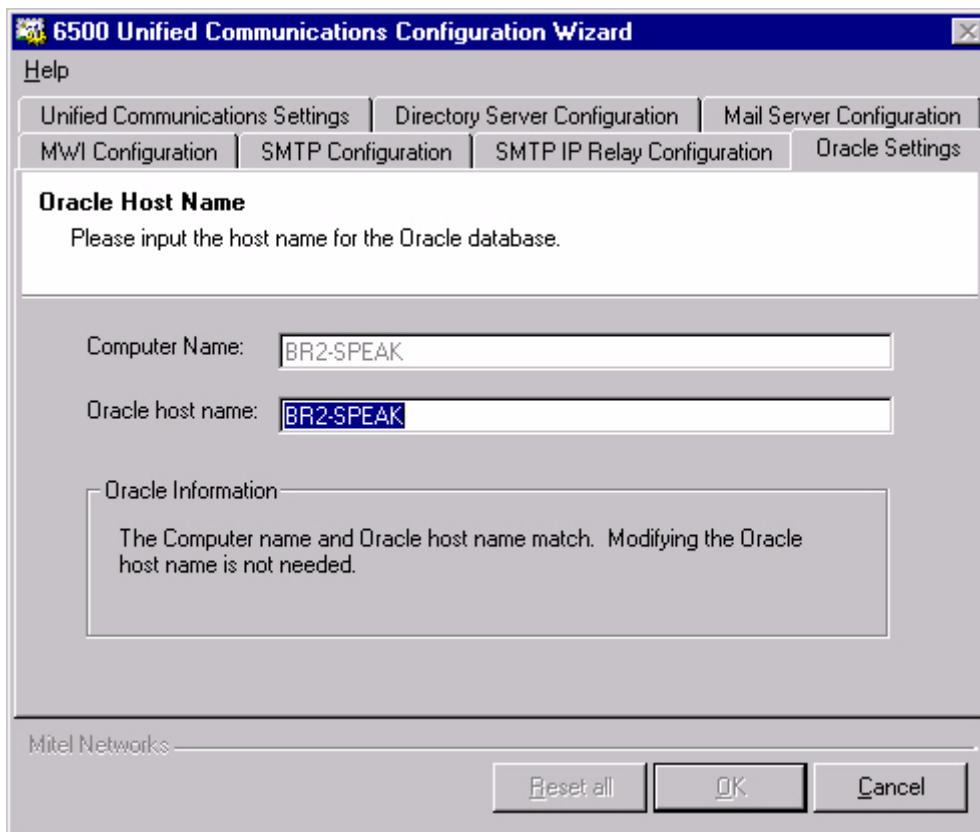 6500 Unified Communications Configuration Wizard
Help
Unified Communications Settings
Directory Server Configuration
Mail Server Configuration
MWI Configuration
SMTP Configuration
SMTP IP Relay Configuration
Oracle Settings
Oracle Host Name
Please input the host name for the Oracle database.
Computer Name:
BR2-SPEAK
Oracle host name:
BR2-SPEAK
Oracle Information
The Computer name and Oracle host name match.  Modifying the Oracle
host name is not needed.
Mitel Networks
Reset all
OK
Cancel